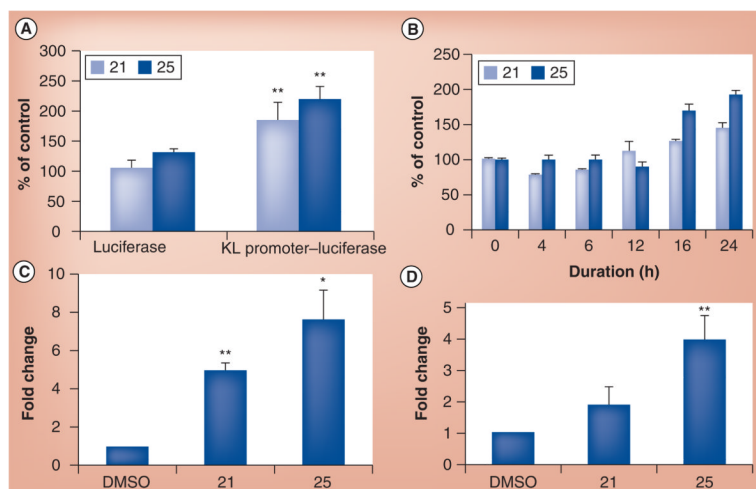 A
300
250
200
150
100
50
0
% of control
21 25
**
**
Luciferase KL promoter–luciferase
B
250
200
150
100
50
0
% of control
21 25
0 4 6 12 16 24
Duration (h)
C
10
8
6
4
2
0
Fold change
**
*
DMSO 21 25
D
5
4
3
2
1
0
Fold change
**
DMSO 21 25